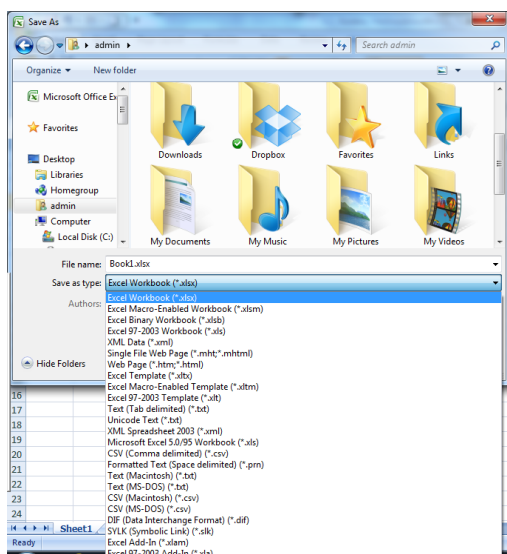 Save As
admin
Search admin
Organize
New folder
Microsoft Office Ex
Favorites
Desktop
Libraries
Homegroup
admin
Computer
Local Disk (C:)
Downloads
Dropbox
Favorites
Links
My Documents
My Music
My Pictures
My Videos
File name: Book1.xlsx
Save as type: Excel Workbook (*.xlsx)
Authors:
Excel Workbook (*.xlsx)
Excel Macro-Enabled Workbook (*.xlsm)
Excel Binary Workbook (*.xlsb)
Excel 97-2003 Workbook (*.xls)
XML Data (*.xml)
Single File Web Page (*.mht;*.mhtml)
Web Page (*.htm;*.html)
Excel Template (*.xltx)
Excel Macro-Enabled Template (*.xltm)
Excel 97-2003 Template (*.xlt)
Text (Tab delimited) (*.txt)
Unicode Text (*.txt)
XML Spreadsheet 2003 (*.xml)
Microsoft Excel 5.0/95 Workbook (*.xls)
CSV (Comma delimited) (*.csv)
Formatted Text (Space delimited) (*.prn)
Text (Macintosh) (*.txt)
Text (MS-DOS) (*.txt)
CSV (Macintosh) (*.csv)
CSV (MS-DOS) (*.csv)
DIF (Data Interchange Format) (*.dif)
SYLK (Symbolic Link) (*.slk)
Excel Add-In (*.xlam)
Excel 97-2003 Add-In (*.xla)
Hide Folders
16
17
18
19
20
21
22
23
24
Sheet1
Ready